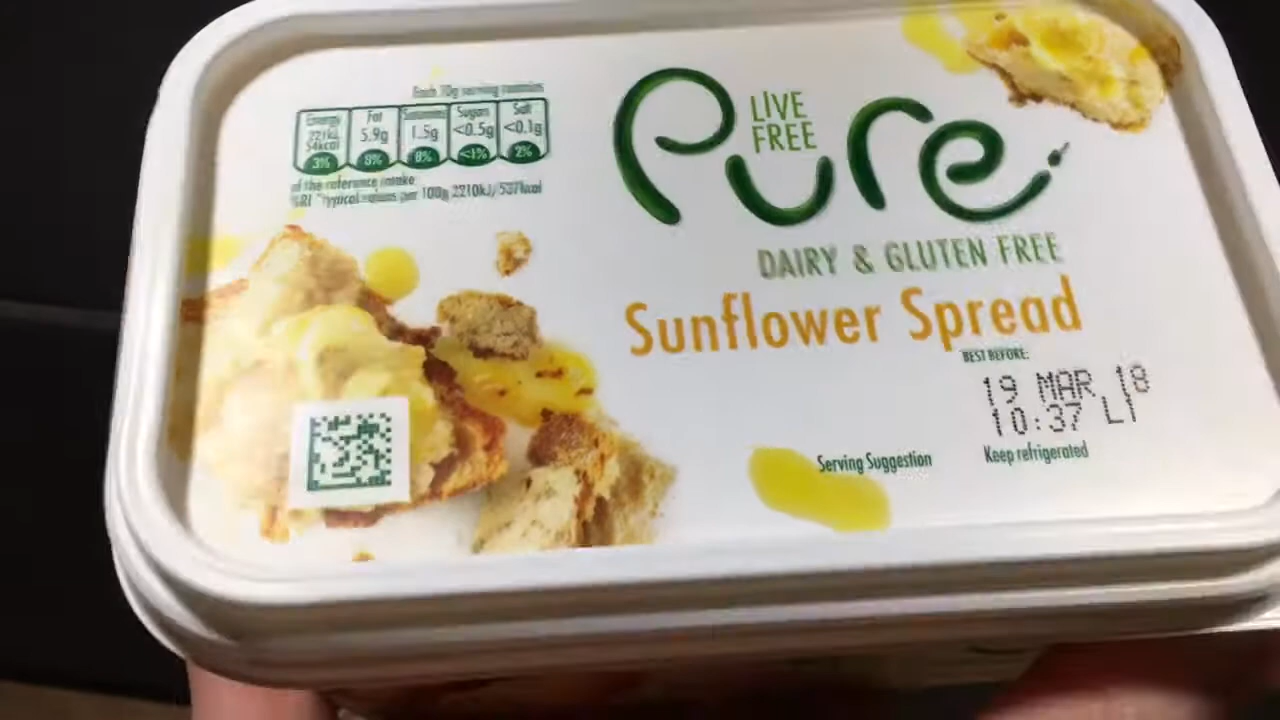 Each 10g serving contains
Energy Fat Saturates Sugars Salt
221kJ 54kcal 5.9g 1.5g <0.5g <0.1g
3% 8% 8% <1% 2%
of the reference intake
Typical values per 100g 2210kJ/537kcal
LIVE
FREE
Pure
DAIRY & GLUTEN FREE
Sunflower Spread
BEST BEFORE:
19 MAR 18
10:37 L1
Serving Suggestion
Keep refrigerated